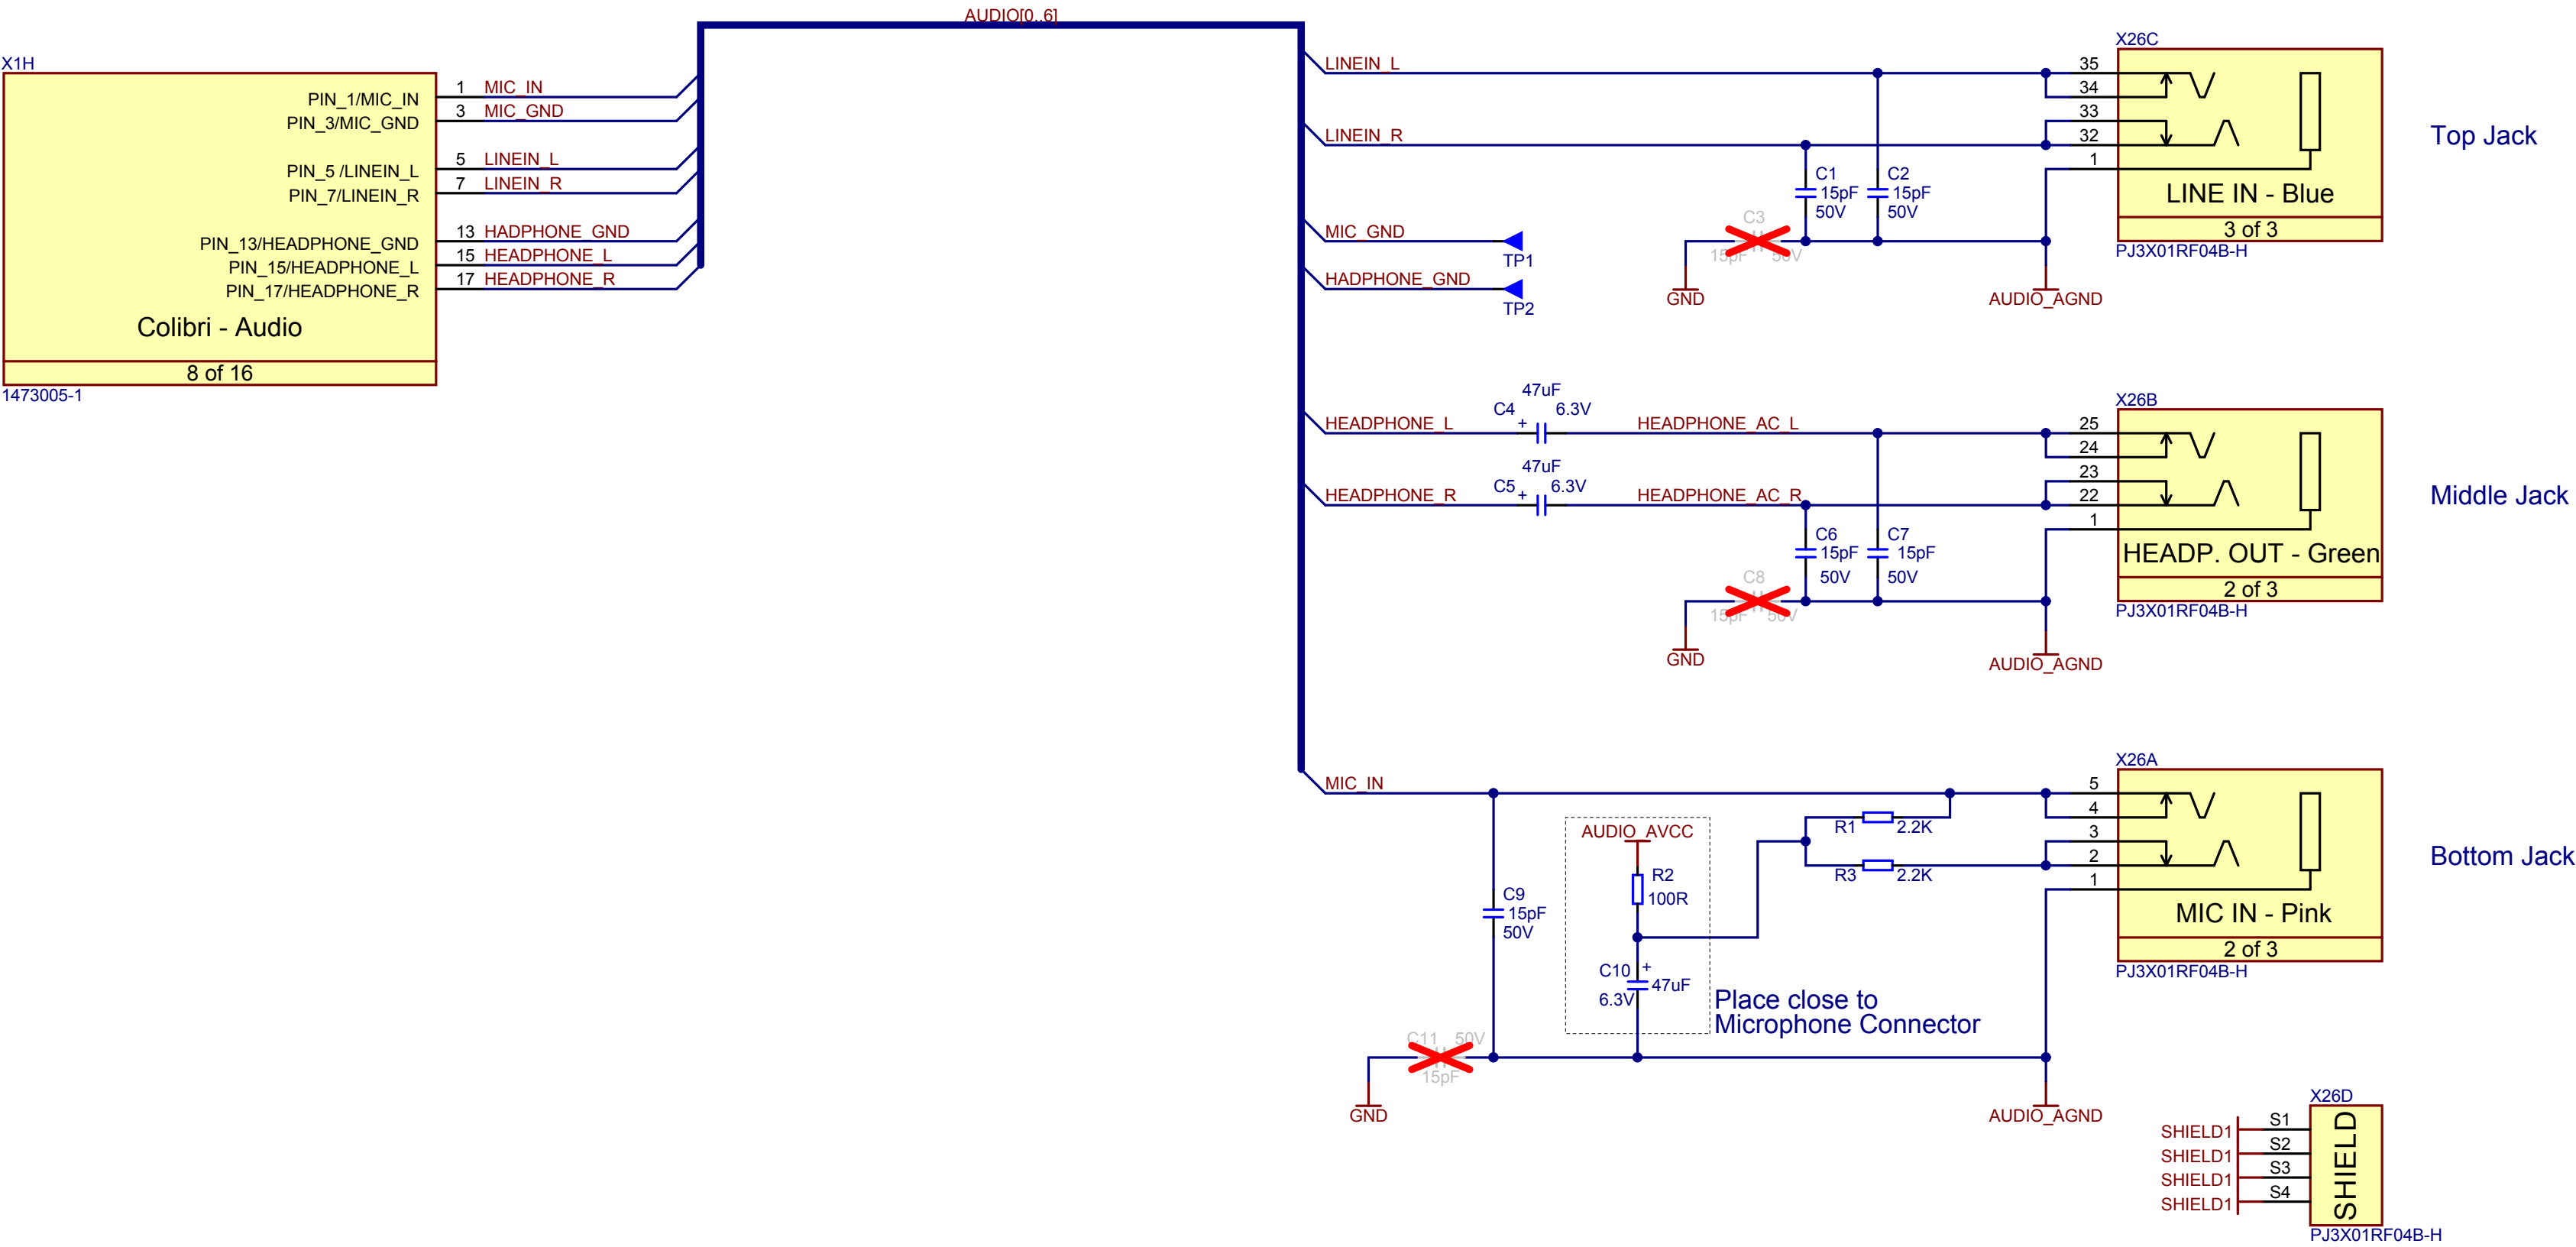 AUDIO[0..6]
X1H
PIN_1/MIC_IN
1 MIC_IN
PIN_3/MIC_GND
3 MIC_GND
PIN_5 /LINEIN_L
5 LINEIN_L
PIN_7/LINEIN_R
7 LINEIN_R
PIN_13/HEADPHONE_GND
13 HADPHONE_GND
PIN_15/HEADPHONE_L
15 HEADPHONE_L
PIN_17/HEADPHONE_R
17 HEADPHONE_R
Colibri - Audio
8 of 16
1473005-1
LINEIN_L
LINEIN_R
C1
15pF
50V
C2
15pF
50V
C3
15pF 50V
GND
AUDIO_AGND
MIC_GND
TP1
HADPHONE_GND
TP2
X26C
35
34
33
32
1
LINE IN - Blue
3 of 3
PJ3X01RF04B-H
Top Jack
47uF
C4 + 6.3V
HEADPHONE_L
HEADPHONE_AC_L
47uF
C5 + 6.3V
HEADPHONE_R
HEADPHONE_AC_R
C6
15pF
50V
C7
15pF
50V
C8
15pF 50V
GND
AUDIO_AGND
X26B
25
24
23
22
1
HEADP. OUT - Green
2 of 3
PJ3X01RF04B-H
Middle Jack
MIC_IN
C9
15pF
50V
AUDIO_AVCC
R2
100R
C10 +
47uF
6.3V
R1 2.2K
R3 2.2K
Place close to
Microphone Connector
C11 50V
15pF
GND
AUDIO_AGND
X26A
5
4
3
2
1
MIC IN - Pink
2 of 3
PJ3X01RF04B-H
Bottom Jack
X26D
SHIELD1 S1
SHIELD1 S2
SHIELD1 S3
SHIELD1 S4
SHIELD
PJ3X01RF04B-H